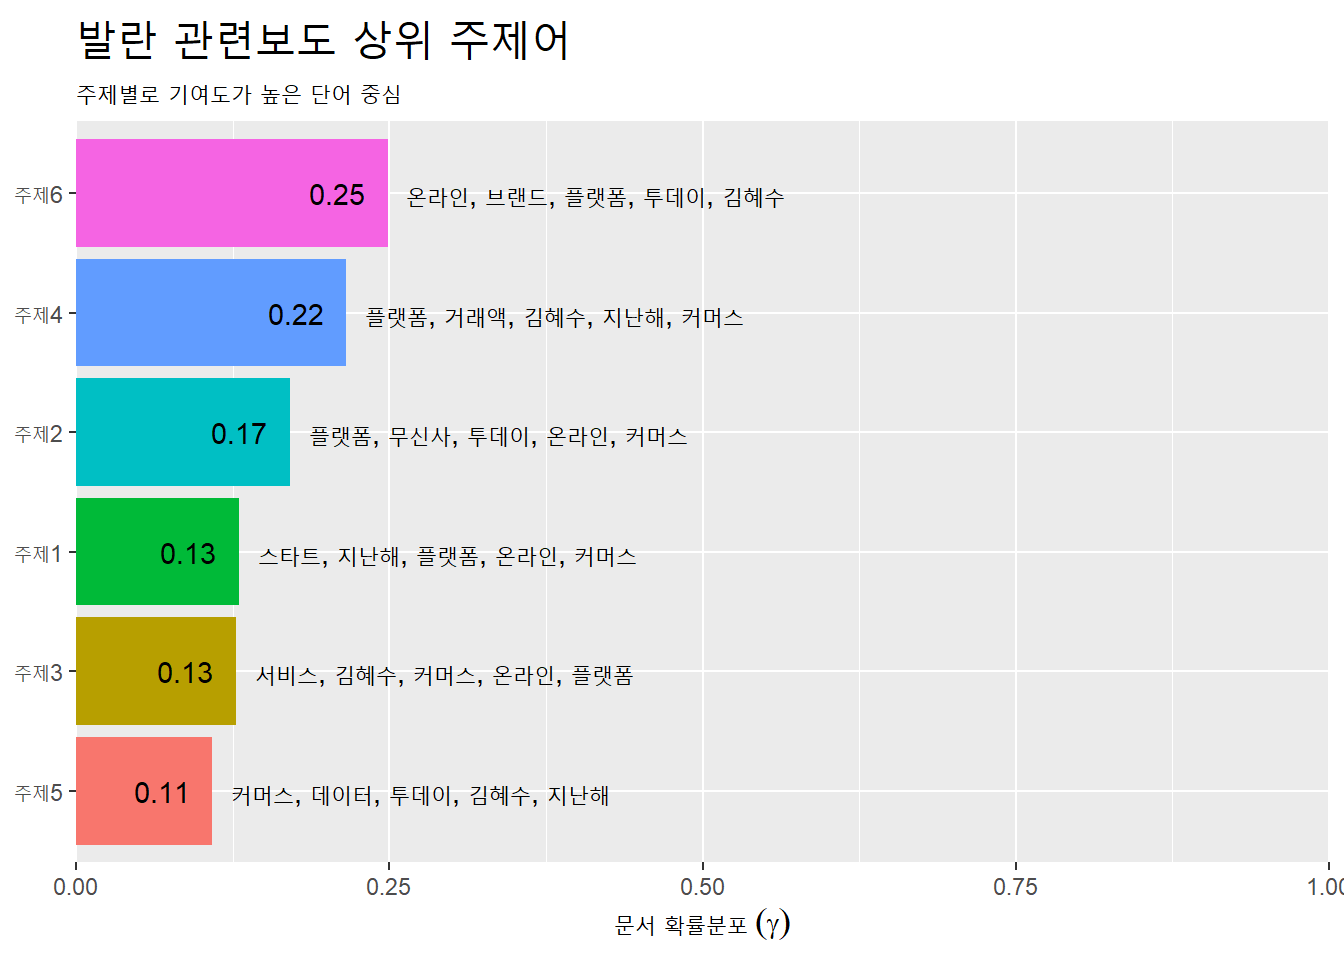 발란 관련보도 상위 주제어
주제별로 기여도가 높은 단어 중심
주제6 0.25 온라인, 브랜드, 플랫폼, 투데이, 김혜수
주제4 0.22 플랫폼, 거래액, 김혜수, 지난해, 커머스
주제2 0.17 플랫폼, 무신사, 투데이, 온라인, 커머스
주제1 0.13 스타트, 지난해, 플랫폼, 온라인, 커머스
주제3 0.13 서비스, 김혜수, 커머스, 온라인, 플랫폼
주제5 0.11 커머스, 데이터, 투데이, 김혜수, 지난해
0.00 0.25 0.50 0.75 1.00
문서 확률분포 (γ)